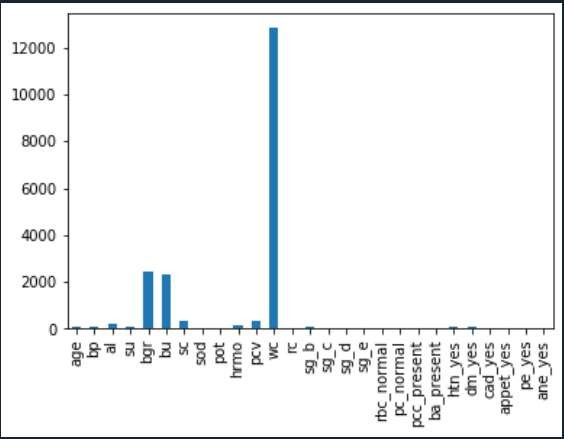 12000
10000
8000
6000
4000
2000
0
age
bp
al
su
bgr
bu
sc
sod
pot
hrmo
pcv
wc
rc
sg_b
sg_c
sg_d
sg_e
rbc_normal
pc_normal
pcc_present
ba_present
htn_yes
dm_yes
cad_yes
appet_yes
pe_yes
ane_yes